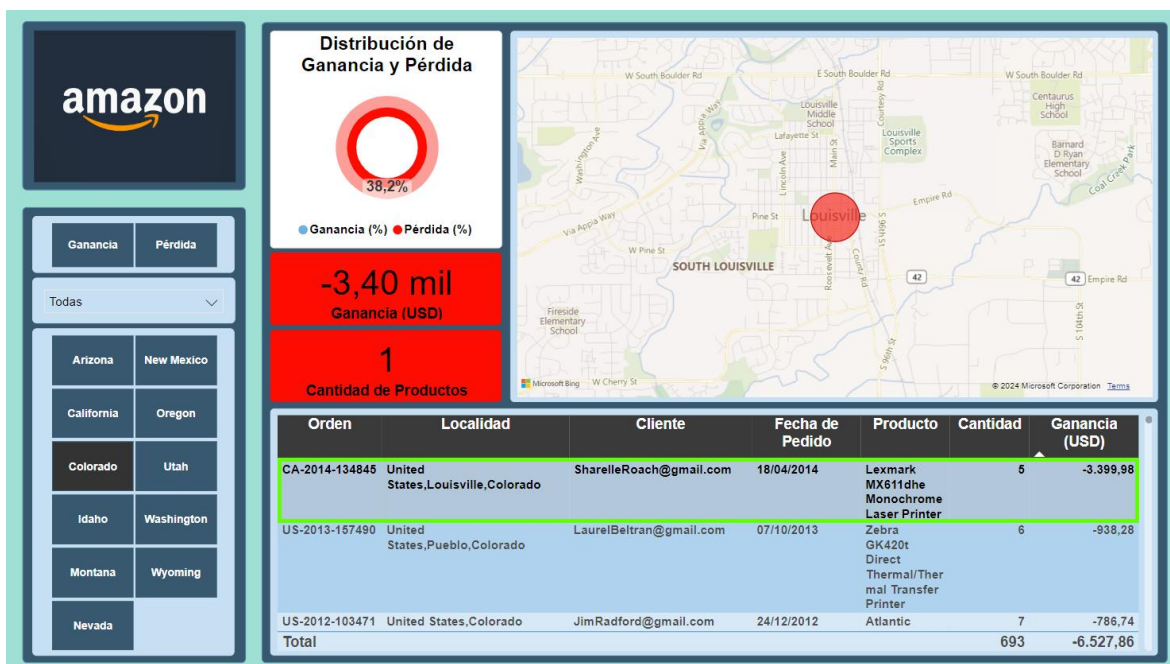 amazon
Ganancia
Pérdida
Todas
Arizona
New Mexico
California
Oregon
Colorado
Utah
Idaho
Washington
Montana
Wyoming
Nevada
Distribución de
Ganancia y Pérdida
38,2%
Ganancia (%) Pérdida (%)
-3,40 mil
Ganancia (USD)
1
Cantidad de Productos
W South Boulder Rd
E South Boulder Rd
W South Boulder Rd
Centaurus
High
School
Via Appia Way
Courtesy Rd
Louisville
Middle
School
Lafayette St
Main St
Louisville
Sports
Complex
Washington Ave
Lincoln Ave
Barnard
D Ryan
Elementary
School
Coal Creek Park
Empire Rd
Louisville
Pine St
Via Appia Way
W Pine St
S 96th St
SOUTH LOUISVILLE
Roosevelt Ave
County Rd
42
42 Empire Rd
Fireside
Elementary
School
S 104th St
S 96th St
Microsoft Bing
W Cherry St
© 2024 Microsoft Corporation Terms
Orden Localidad Cliente Fecha de Producto Cantidad Ganancia
Pedido (USD)
CA-2014-134845 United SharelleRoach@gmail.com 18/04/2014 Lexmark 5 -3.399,98
States,Louisville,Colorado MX611dhe
Monochrome
Laser Printer
US-2013-157490 United LaurelBeltran@gmail.com 07/10/2013 Zebra 6 -938,28
States,Pueblo,Colorado GK420t
Direct
Thermal/Ther
mal Transfer
Printer
US-2012-103471 United States,Colorado JimRadford@gmail.com 24/12/2012 Atlantic 7 -786,74
Total 693 -6.527,86